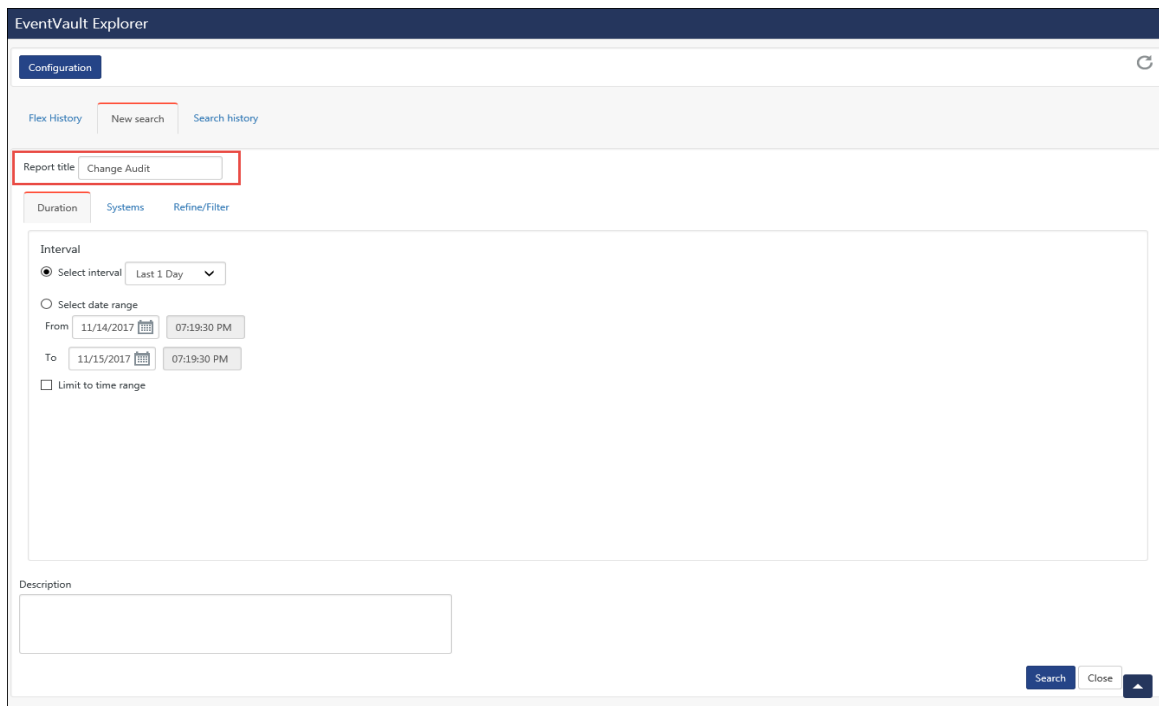 EventVault Explorer
Configuration
Flex History New search Search history
Report title Change Audit
Duration Systems Refine/Filter
Interval
Select interval Last 1 Day
Select date range
From 11/14/2017 07:19:30 PM
To 11/15/2017 07:19:30 PM
Limit to time range
Description
Search Close